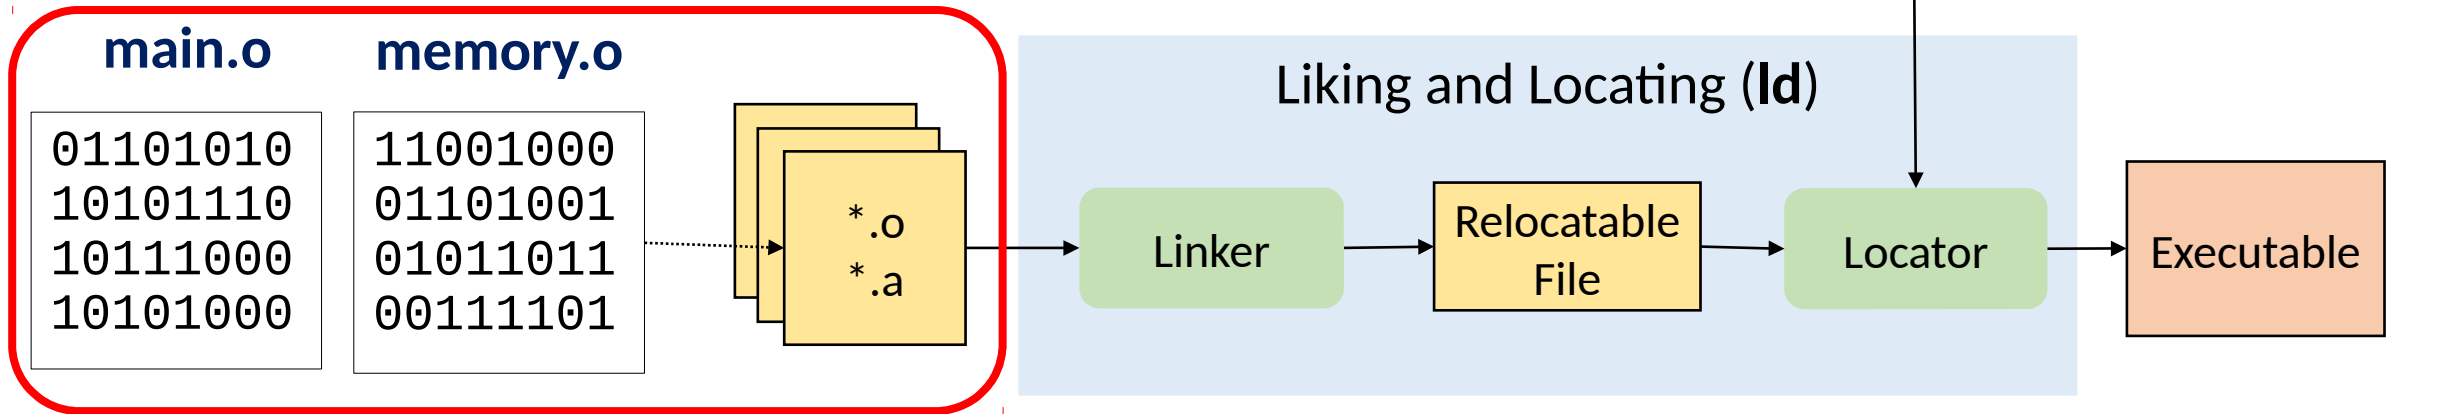 main.o
memory.o
01101010
10101110
10111000
10101000
11001000
01101001
01011011
00111101
*.o
*.a
Liking and Locating (ld)
Linker
Relocatable
File
Locator
Executable